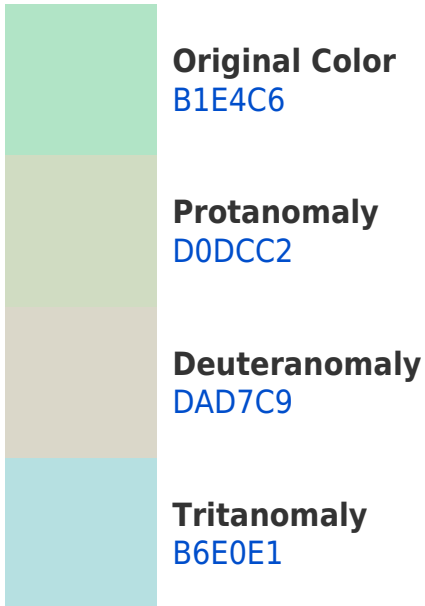 Original Color
B1E4C6
Protanomaly
D0DCC2
Deuteranomaly
DAD7C9
Tritanomaly
B6E0E1